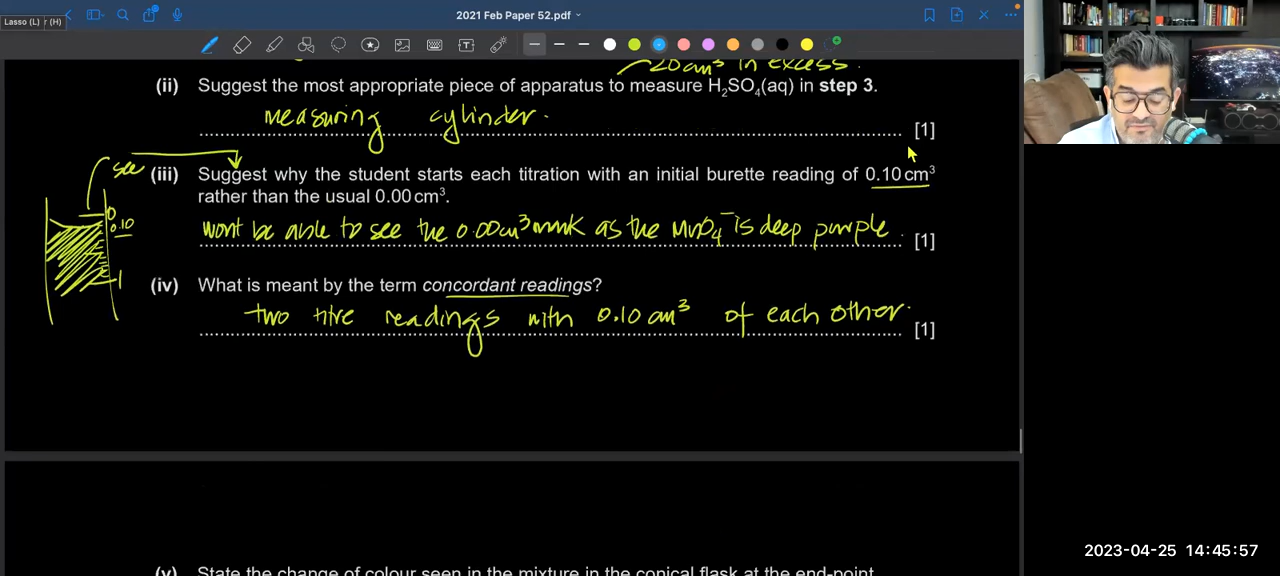 Lasso (L)
r (H)
2021 Feb Paper 52.pdf
20cm³ in excess.
(ii) Suggest the most appropriate piece of apparatus to measure H₂SO₄(aq) in step 3.
measuring cylinder.
[1]
see
(iii) Suggest why the student starts each titration with an initial burette reading of 0.10 cm³
rather than the usual 0.00 cm³.
0
0.10
1
wont be able to see the 0.00cm³ mark as the MnO₄⁻ is deep purple.
[1]
(iv) What is meant by the term concordant readings?
two titre readings with 0.10 cm³ of each other.
[1]
2023-04-25 14:45:57
(v) State the change of colour seen in the mixture in the conical flask at the end-point.